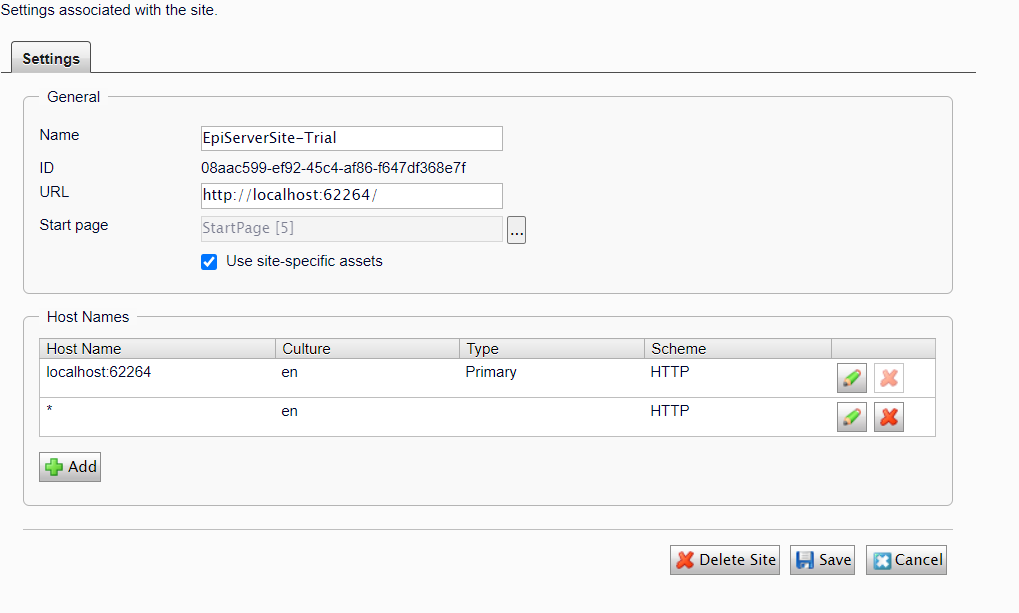 Settings associated with the site.
Settings
General
Name EpiServerSite-Trial
ID 08aac599-ef92-45c4-af86-f647df368e7f
URL http://localhost:62264/
Start page StartPage [5] ...
Use site-specific assets
Host Names
Host Name Culture Type Scheme
localhost:62264 en Primary HTTP
* en HTTP
Add
Delete Site Save Cancel